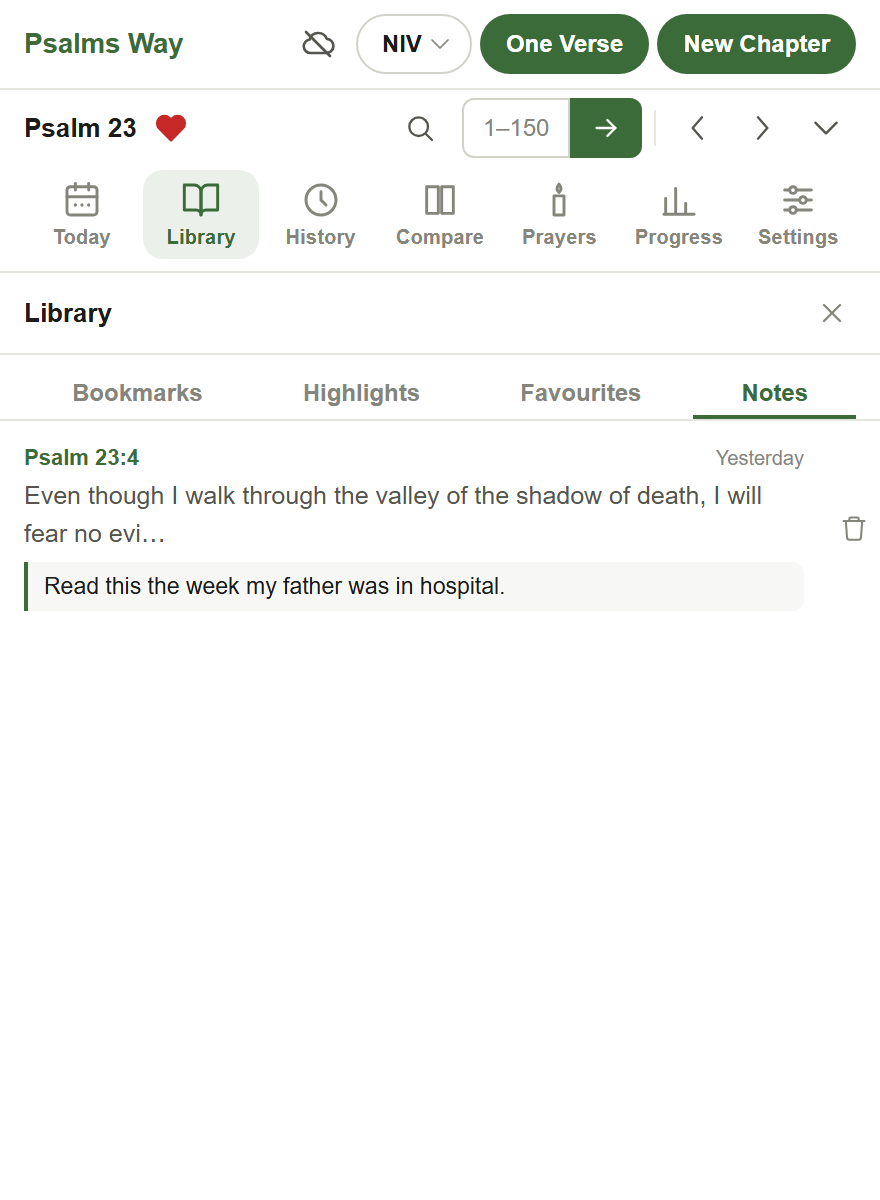 Psalms Way
NIV
One Verse
New Chapter
Psalm 23
1–150
Today
Library
History
Compare
Prayers
Progress
Settings
Library
Bookmarks
Highlights
Favourites
Notes
Psalm 23:4
Yesterday
Even though I walk through the valley of the shadow of death, I will
fear no evi…
Read this the week my father was in hospital.